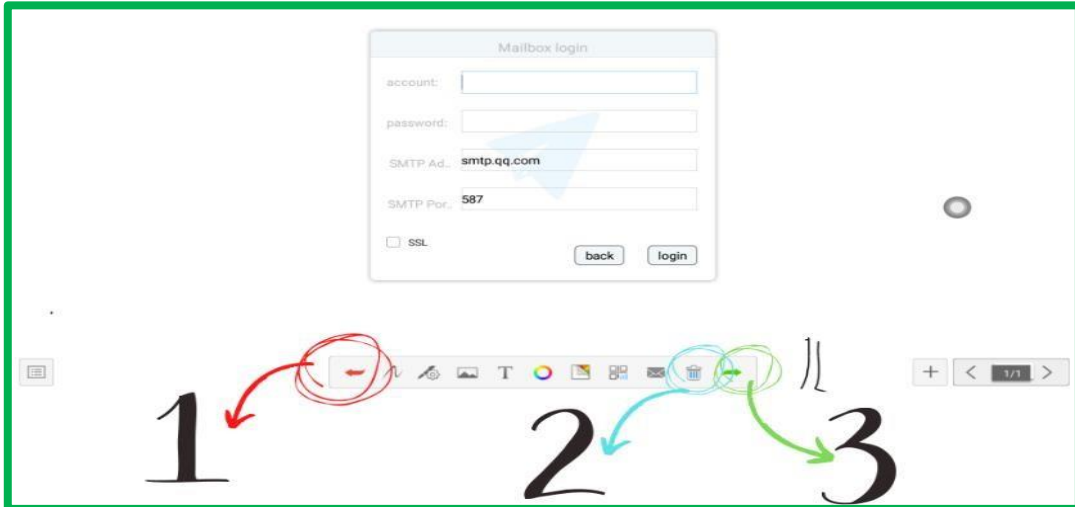 Mailbox login
account:
password:
SMTP Ad.. smtp.qq.com
SMTP Por.. 587
SSL
back login
T
+ < 1/1 >
1 2 3